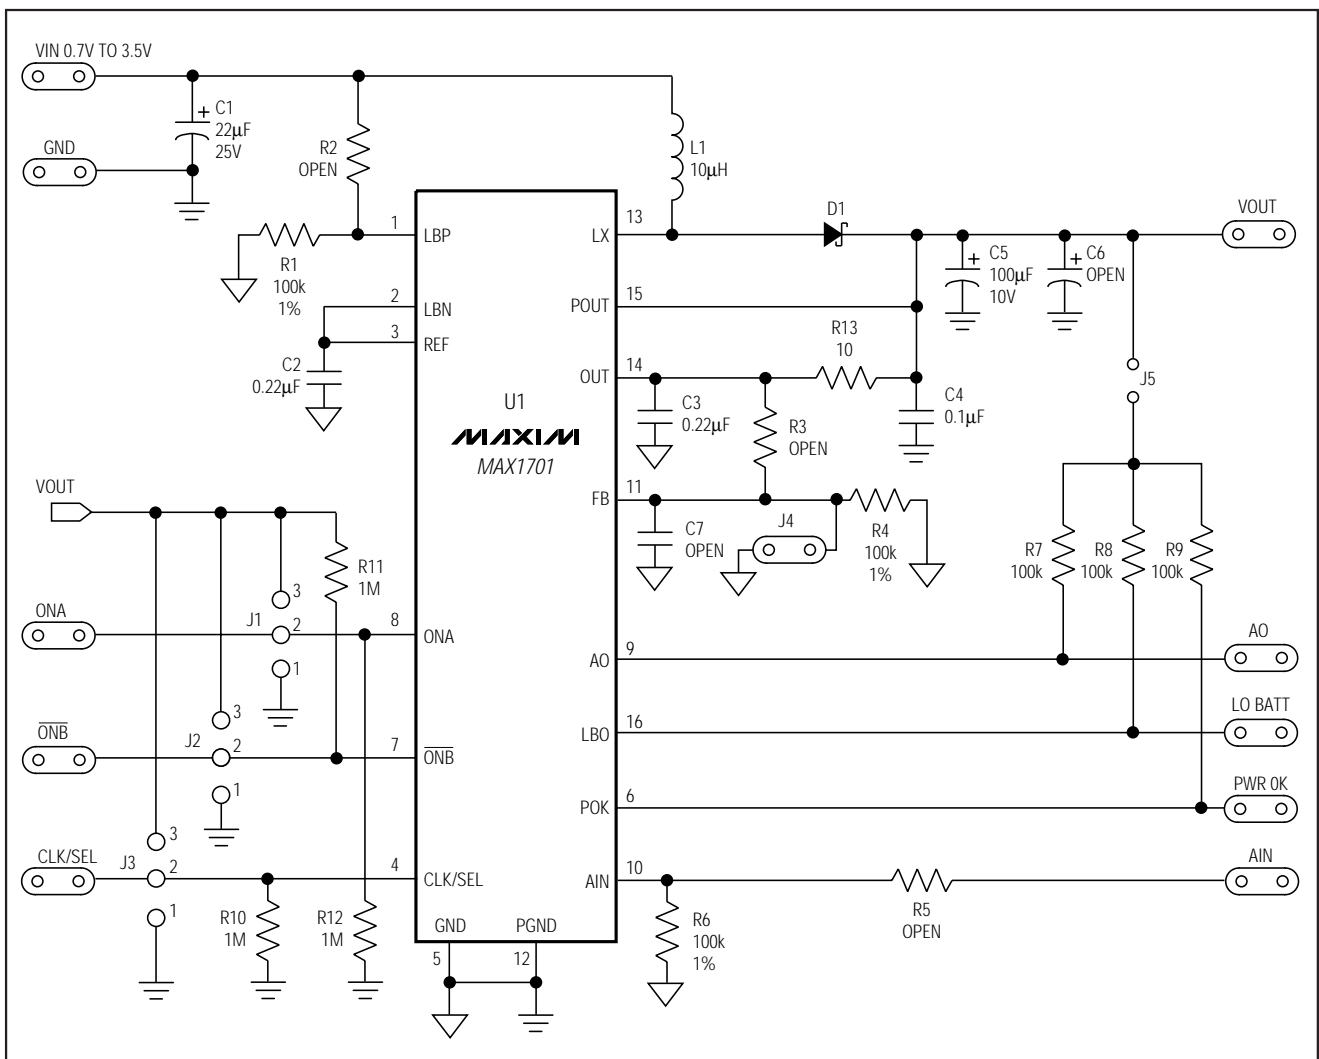 VIN 0.7V TO 3.5V
C1
22µF
25V
GND
R2
OPEN
L1
10µH
R1
100k
1%
1
LBP
LX
13
D1
VOUT
2
LBN
POUT
15
C5
100µF
10V
C6
OPEN
3
REF
C2
0.22µF
R13
10
OUT
14
C3
0.22µF
R3
OPEN
C4
0.1µF
J5
U1
MAXIM
MAX1701
VOUT
FB
11
C7
OPEN
J4
R4
100k
1%
R7
100k
R8
100k
R9
100k
R11
1M
ONA
J1
3
2
1
8
ONA
AO
9
AO
ONB
J2
3
2
1
7
ONB
LBO
16
LO BATT
POK
6
PWR 0K
CLK/SEL
J3
3
2
1
4
CLK/SEL
AIN
10
AIN
R10
1M
R12
1M
GND
PGND
5
12
R6
100k
1%
R5
OPEN